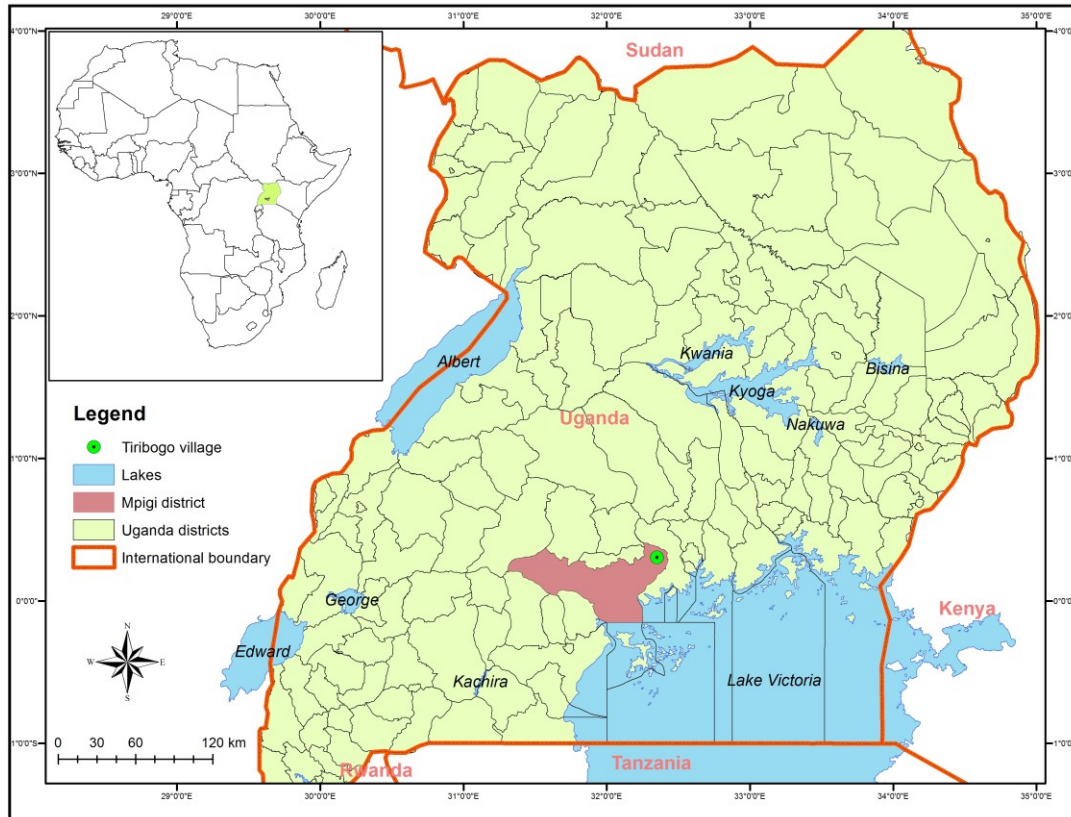 29°0'0"E
30°0'0"E
31°0'0"E
32°0'0"E
33°0'0"E
34°0'0"E
35°0'0"E
4°0'0"N
4°0'0"N
Sudan
3°0'0"N
3°0'0"N
2°0'0"N
2°0'0"N
Albert
Kwania
Bisina
Kyoga
Nakuwa
Uganda
Legend
Tiribogo village
Lakes
Mpigi district
Uganda districts
International boundary
1°0'0"N
1°0'0"N
0°0'0"
0°0'0"
George
Edward
Kachira
Lake Victoria
Kenya
N
W
E
S
0 30 60 120 km
1°0'0"S
1°0'0"S
Rwanda
Tanzania
29°0'0"E
30°0'0"E
31°0'0"E
32°0'0"E
33°0'0"E
34°0'0"E
35°0'0"E